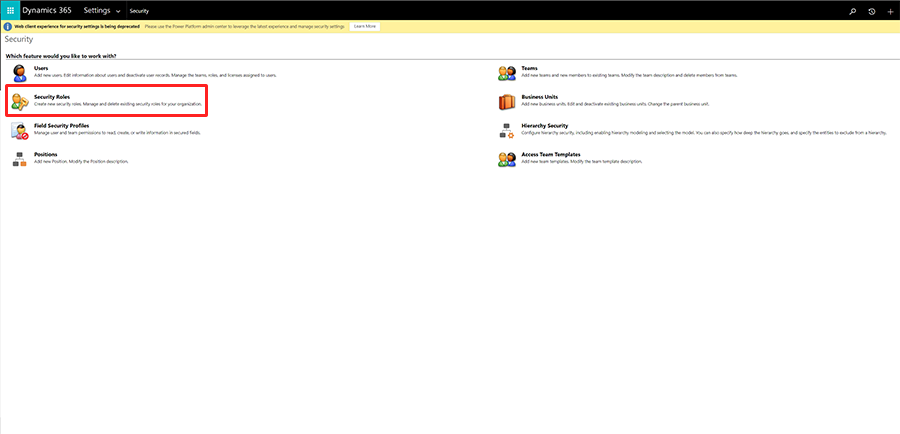 Dynamics 365 Settings Security
Web client experience for security settings is being deprecated Please use the Power Platform admin center to leverage the latest experience and manage security settings Learn More
Security
Which feature would you like to work with?
Users
Add new users. Edit information about users and deactivate user records. Manage the teams, roles, and licenses assigned to users.
Teams
Add new teams and new members to existing teams. Modify the team description and delete members from teams.
Security Roles
Create new security roles. Manage and delete existing security roles for your organization.
Business Units
Add new business units. Edit and deactivate existing business units. Change the parent business unit.
Field Security Profiles
Manage user and team permissions to read, create, or write information in secured fields.
Hierarchy Security
Configure hierarchy security, including enabling hierarchy modeling and selecting the model. You can also specify how deep the hierarchy goes, and specify the entities to exclude from a hierarchy.
Positions
Add new Position. Modify the Position description.
Access Team Templates
Add new team templates. Modify the team template description.